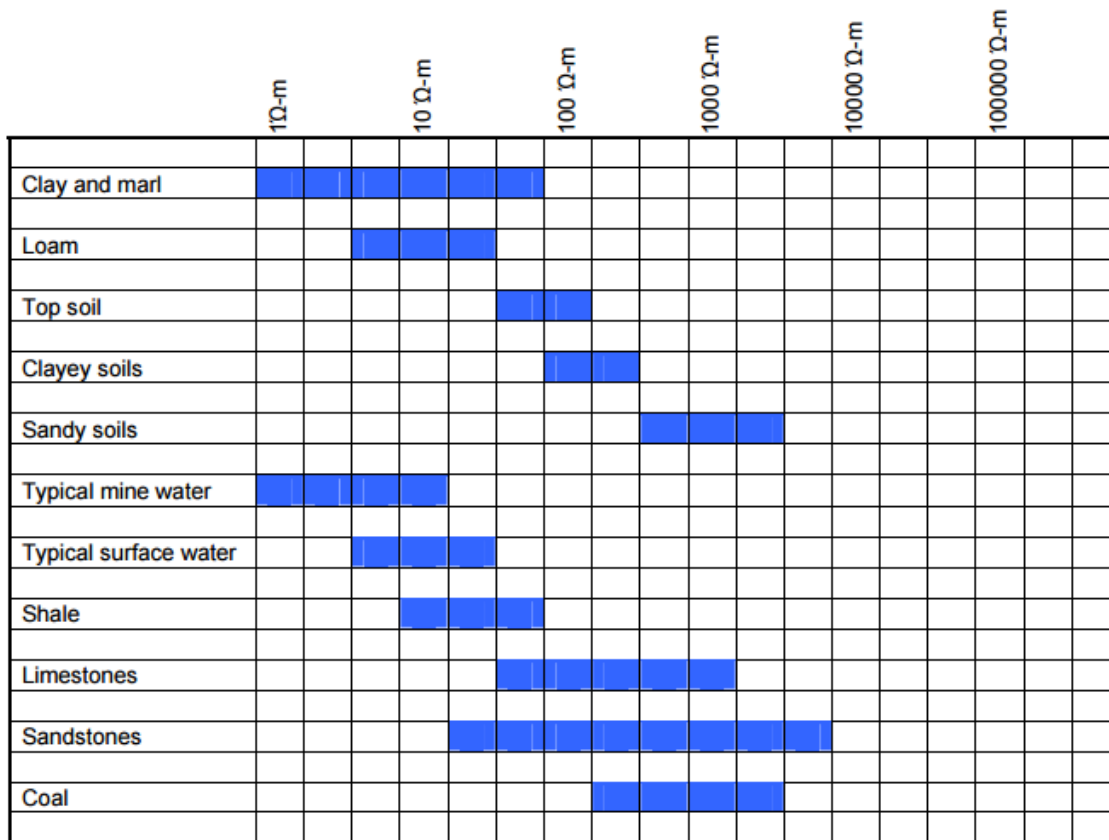 1Ώ-m
10 Ώ-m
100 Ώ-m
1000 Ώ-m
10000 Ώ-m
100000 Ώ-m
Clay and marl
Loam
Top soil
Clayey soils
Sandy soils
Typical mine water
Typical surface water
Shale
Limestones
Sandstones
Coal